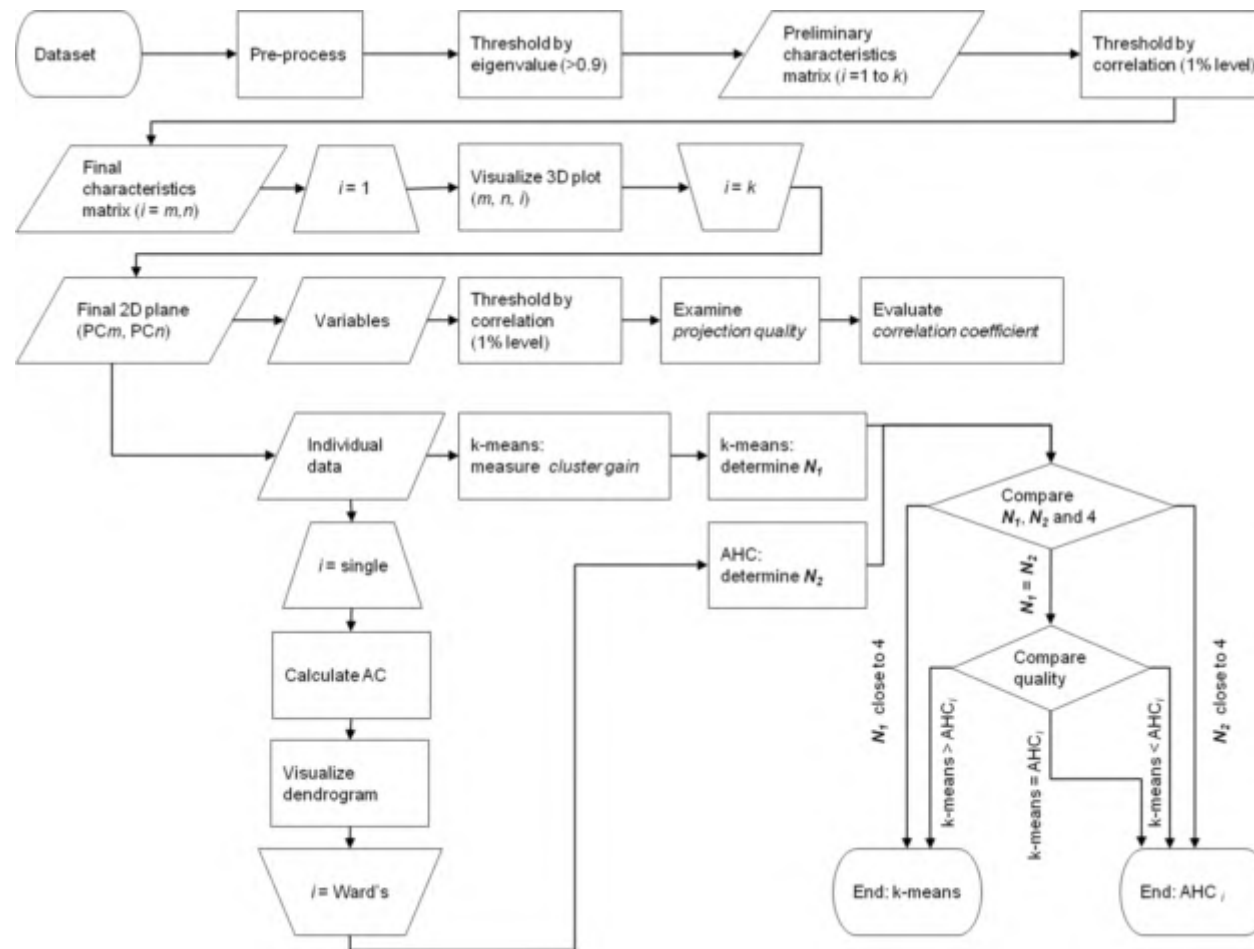 Dataset
Pre-process
Threshold by
eigenvalue (>0.9)
Preliminary
characteristics
matrix (i =1 to k)
Threshold by
correlation (1% level)
Final
characteristics
matrix (i = m,n)
i = 1
Visualize 3D plot
(m, n, i)
i = k
Final 2D plane
(PCm, PCn)
Variables
Threshold by
correlation
(1% level)
Examine
projection quality
Evaluate
correlation coefficient
Individual
data
k-means:
measure cluster gain
k-means:
determine N1
Compare
N1, N2 and 4
i = single
AHC:
determine N2
N1 = N2
Calculate AC
Compare
quality
N1 close to 4
N2 close to 4
k-means > AHCi
k-means = AHCi
k-means < AHCi
Visualize
dendrogram
i = Ward's
End: k-means
End: AHC i